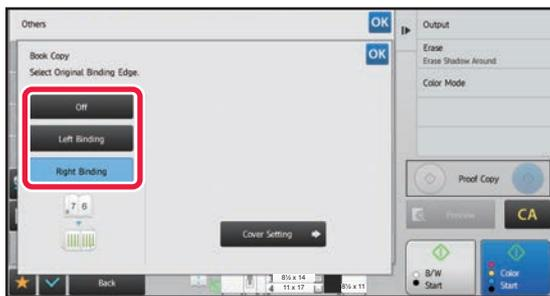 Others
OK
Output
Book Copy
OK
Select Original Binding Edge.
Erase
Erase Shadow Around
Color Mode
Off
Left Binding
Right Binding
7 6
Proof Copy
Preview
CA
Cover Setting
Back
8½ x 14
4 11 x 17
8½ x 11
B/W
Start
Color
Start